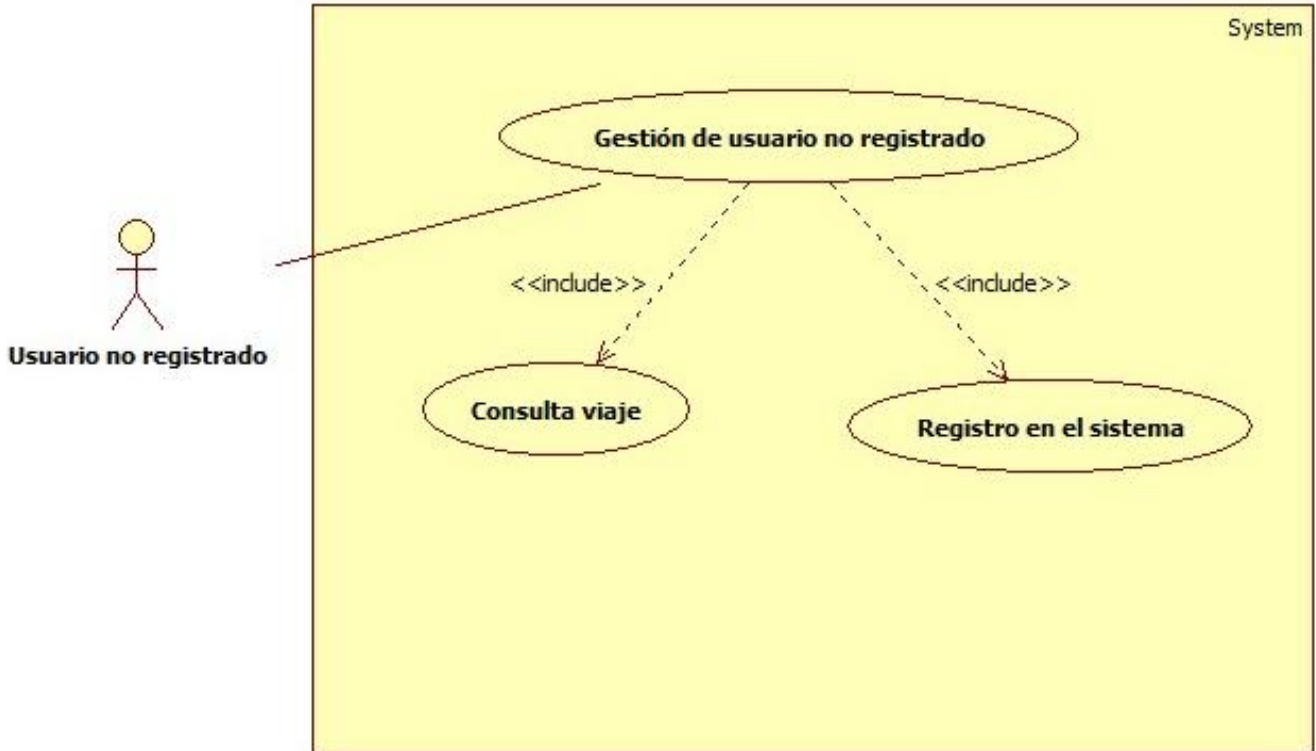 System
Gestión de usuario no registrado
<<include>>
<<include>>
Usuario no registrado
Consulta viaje
Registro en el sistema